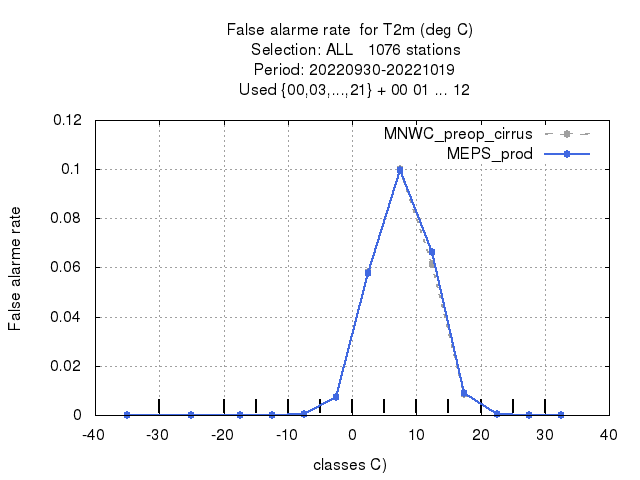 False alarme rate  for T2m (deg C)
Selection: ALL   1076 stations
Period: 20220930-20221019
Used {00,03,...,21} + 00 01 ... 12
MNWC_preop_cirrus
MEPS_prod
False alarme rate
0.12
0.1
0.08
0.06
0.04
0.02
0
-40 -30 -20 -10 0 10 20 30 40
classes C)